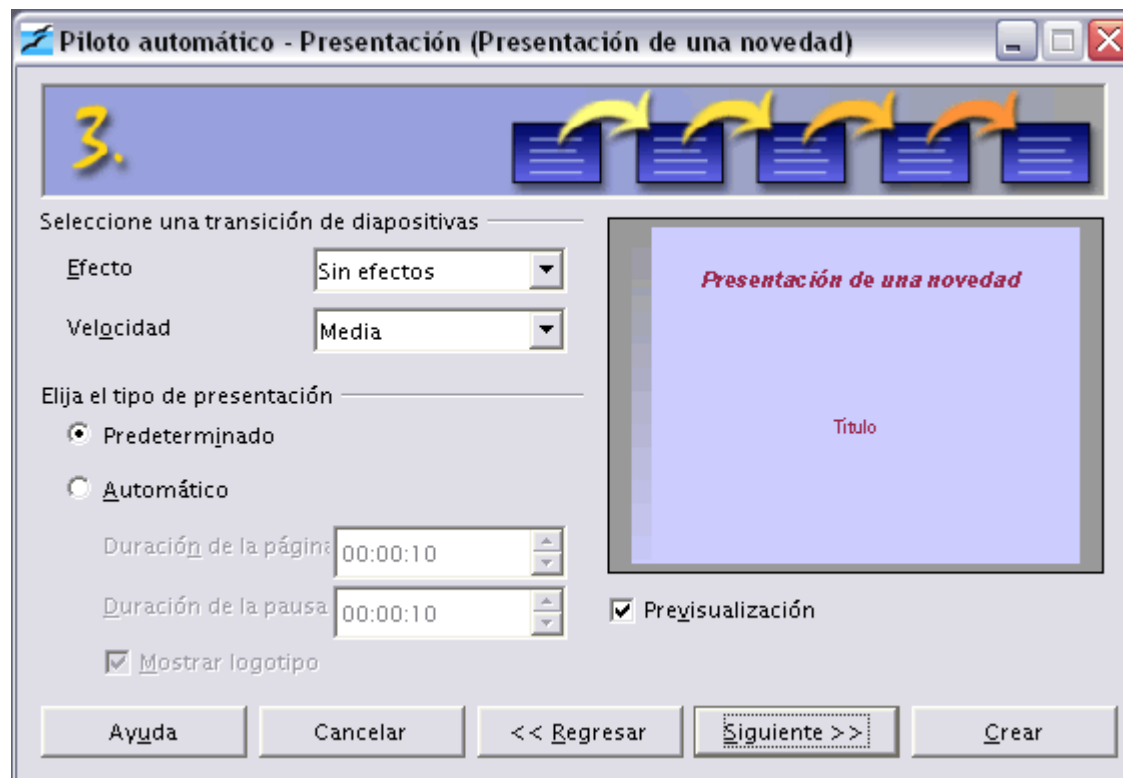 Piloto automático - Presentación (Presentación de una novedad)
3.
Seleccione una transición de diapositivas
Efecto
Sin efectos
Velocidad
Media
Elija el tipo de presentación
Predeterminado
Automático
Duración de la página
00:00:10
Duración de la pausa
00:00:10
Mostrar logotipo
Presentación de una novedad
Título
Previsualización
Ayuda
Cancelar
<< Regresar
Siguiente >>
Crear